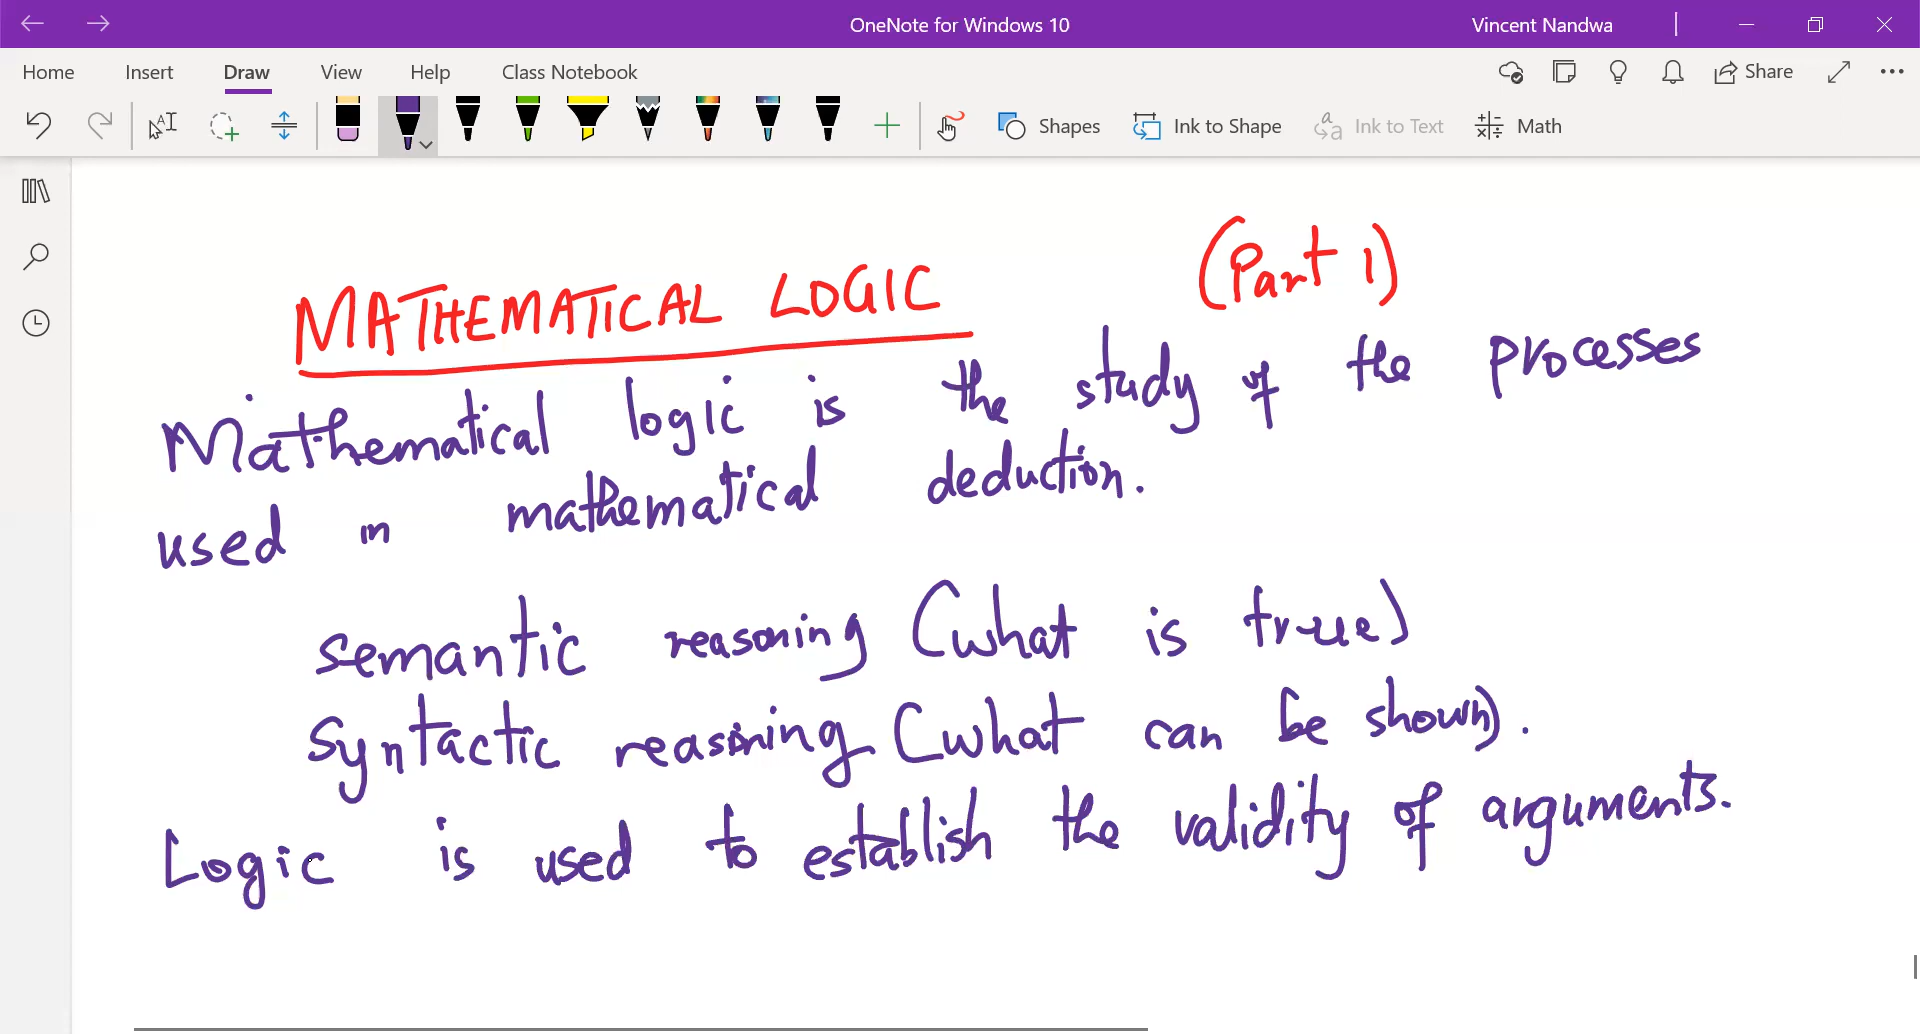 OneNote for Windows 10
Vincent Nandwa
Home Insert Draw View Help Class Notebook Share
Shapes Ink to Shape Ink to Text Math
(Part 1)
MATHEMATICAL LOGIC
Mathematical logic is the study of the processes
used in mathematical deduction.
semantic reasoning (what is true)
syntactic reasoning (what can be shown).
Logic is used to establish the validity of arguments.